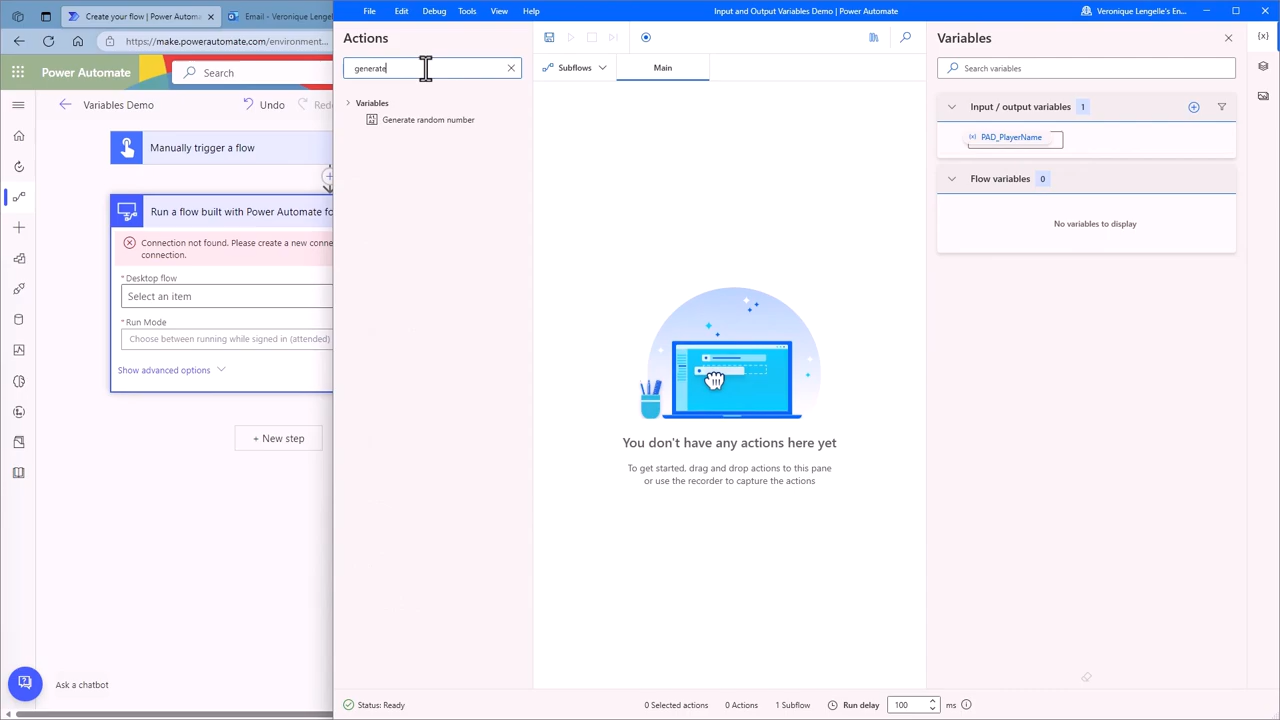 Create your flow | Power Automa
Email - Veronique Lengelle - O
https://make.powerautomate.com/environment...
Power Automate
Search
Variables Demo
Undo
Manually trigger a flow
Run a flow built with Power Automate fo
Connection not found. Please create a new conne
connection.
* Desktop flow
Select an item
* Run Mode
Choose between running while signed in (attended)
Show advanced options
+ New step
Ask a chatbot
File
Edit
Debug
Tools
View
Help
Input and Output Variables Demo | Power Automate
Veronique Lengelle's En...
Actions
generate
Variables
Generate random number
Subflows
Main
You don't have any actions here yet
To get started, drag and drop actions to this pane
or use the recorder to capture the actions
Variables
{x}
Search variables
Input / output variables 1
(x) PAD_PlayerName
Flow variables 0
No variables to display
Status: Ready
0 Selected actions
0 Actions
1 Subflow
Run delay
100
ms